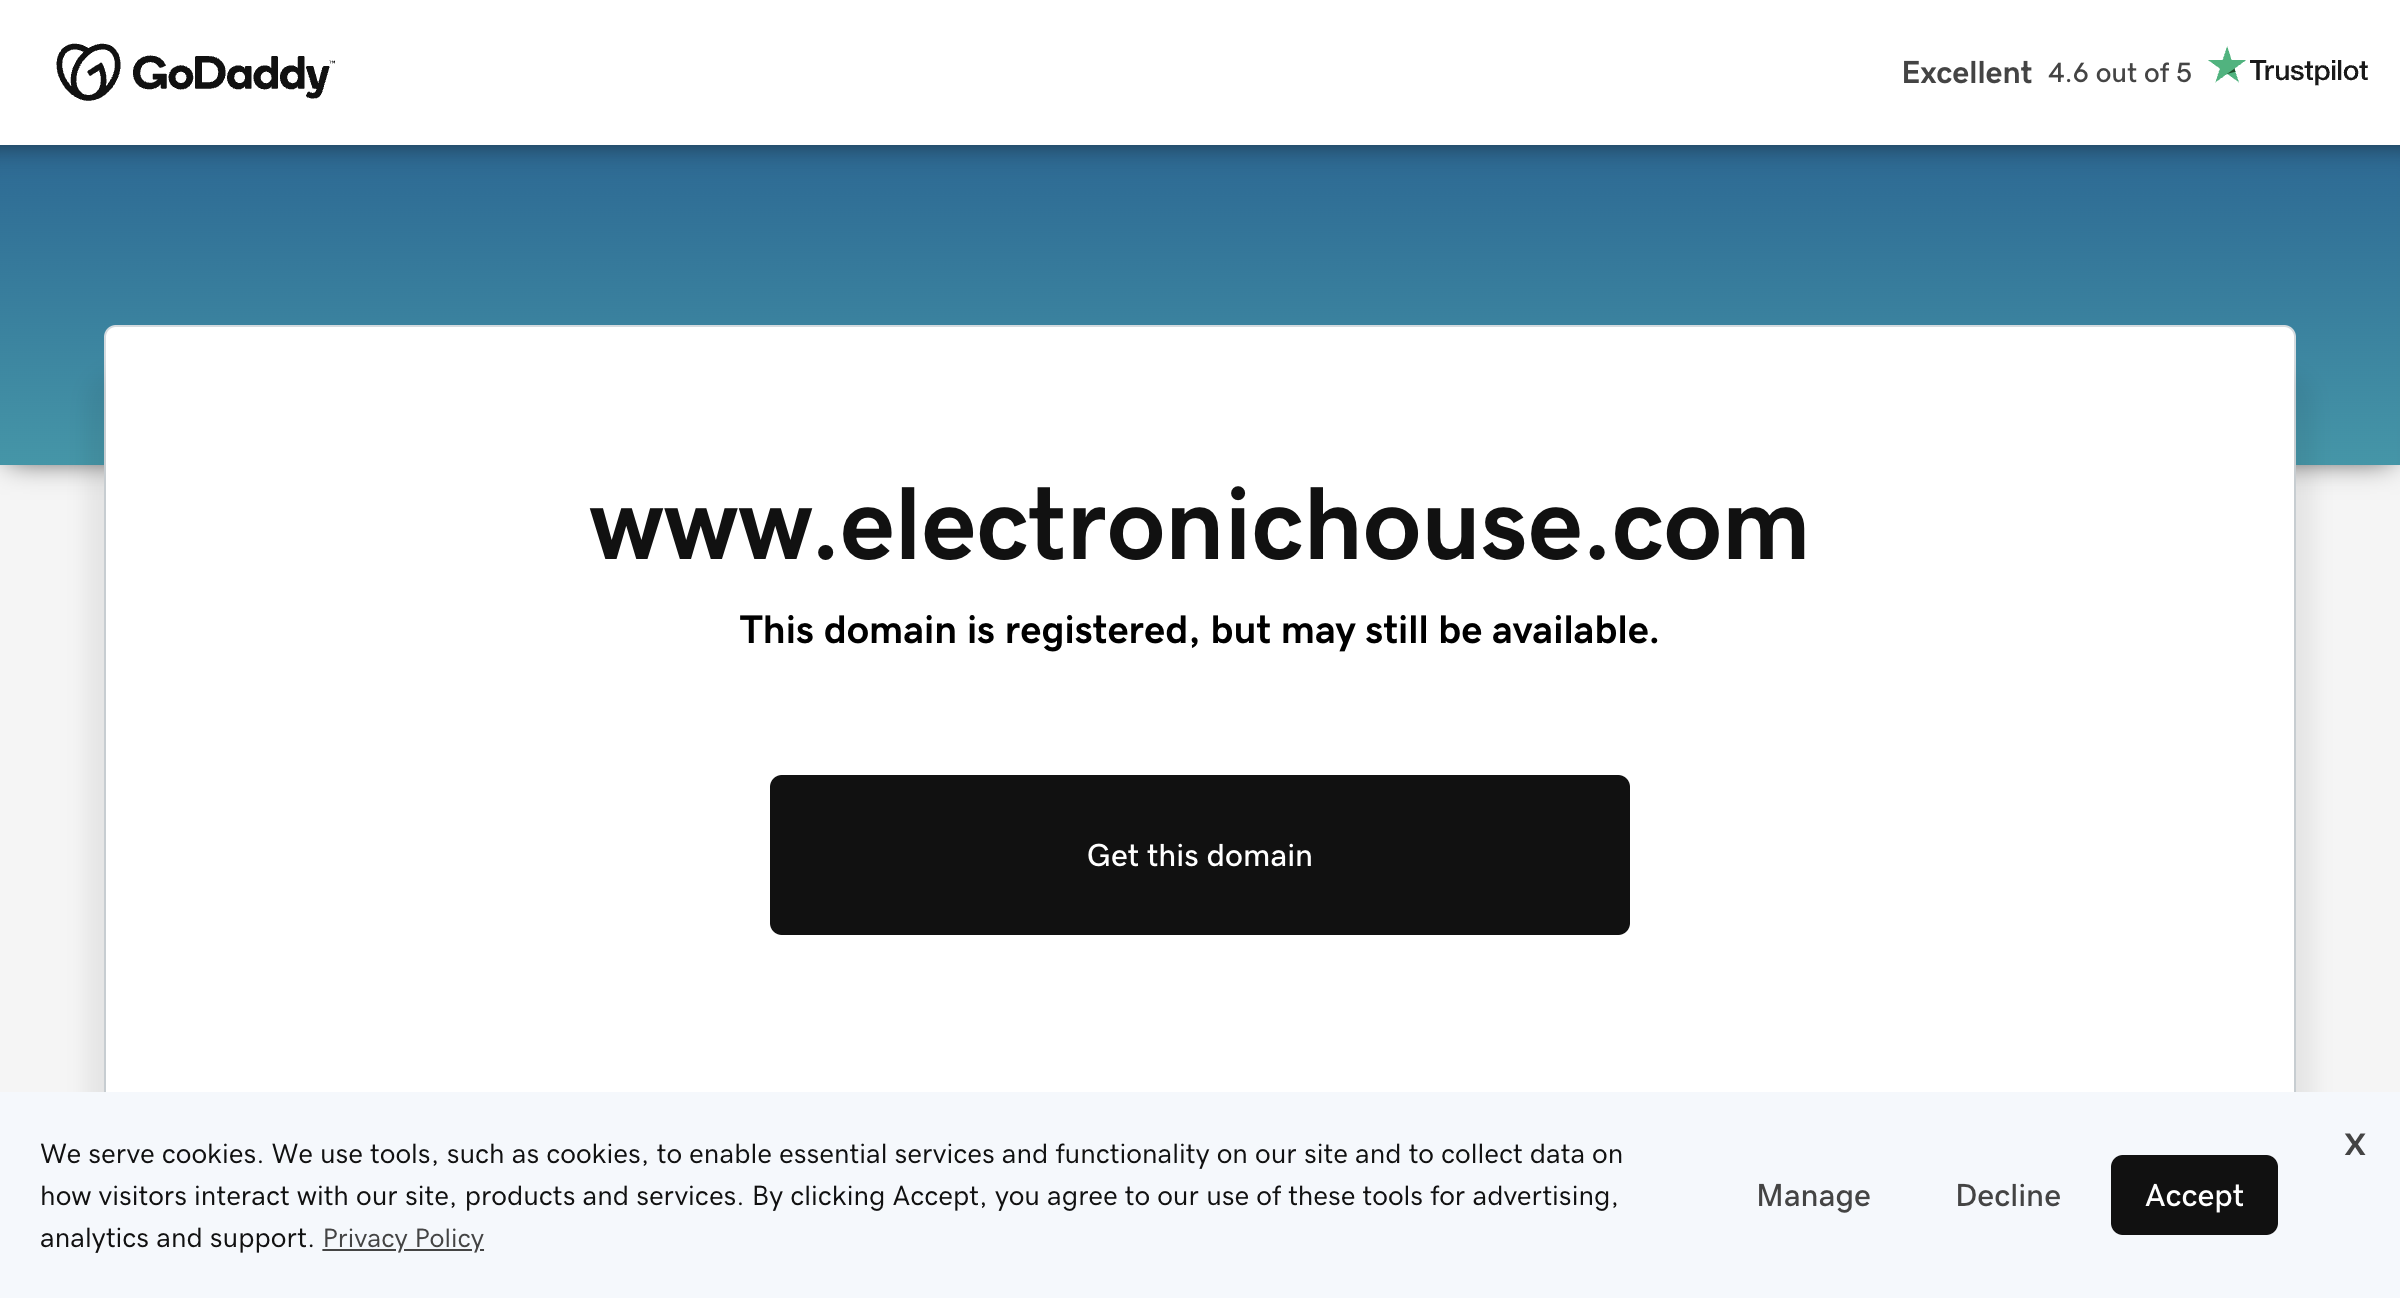 GoDaddy™
Excellent 4.6 out of 5 Trustpilot
www.electronichouse.com
This domain is registered, but may still be available.
Get this domain
We serve cookies. We use tools, such as cookies, to enable essential services and functionality on our site and to collect data on
how visitors interact with our site, products and services. By clicking Accept, you agree to our use of these tools for advertising,
analytics and support. Privacy Policy
Manage
Decline
Accept
X